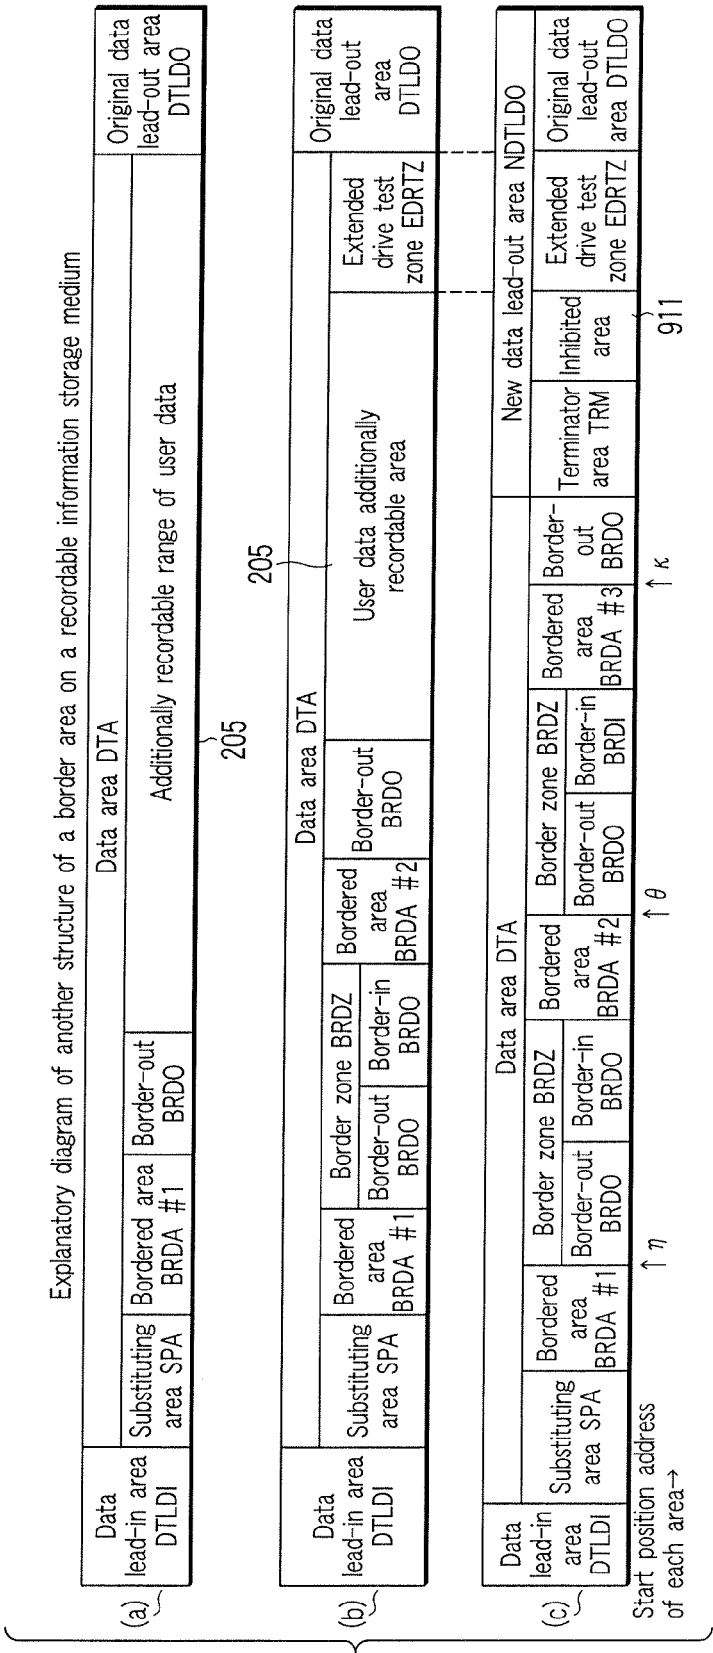 Explanatory diagram of another structure of a border area on a recordable information storage medium
(a)
Data
lead-in area
DTLDI
Data area DTA
Substituting
area SPA
Bordered area
BRDA #1
Border-out
BRDO
Additionally recordable range of user data
Original data
lead-out area
DTLDO
205
(b)
Data
lead-in area
DTLDI
Data area DTA
Substituting
area SPA
Bordered
area
BRDA #1
Border zone BRDZ
Border-out
BRDO
Border-in
BRDO
Bordered
area
BRDA #2
Border-out
BRDO
205
User data additionally
recordable area
Extended
drive test
zone EDRTZ
Original data
lead-out
area
DTLDO
(c)
Data
lead-in
area
DTLDI
Data area DTA
Substituting
area SPA
Bordered
area
BRDA #1
Border zone BRDZ
Border-out
BRDO
Border-in
BRDO
Bordered
area
BRDA #2
Border zone BRDZ
Border-out
BRDO
Border-in
BRDI
Bordered
area
BRDA #3
Border-
out
BRDO
New data lead-out area NDTLDO
Terminator
area TRM
Inhibited
area
Extended
drive test
zone EDRTZ
Original data
lead-out
area DTLDO
911
Start position address
of each area→
↑ η
↑ θ
↑ κ